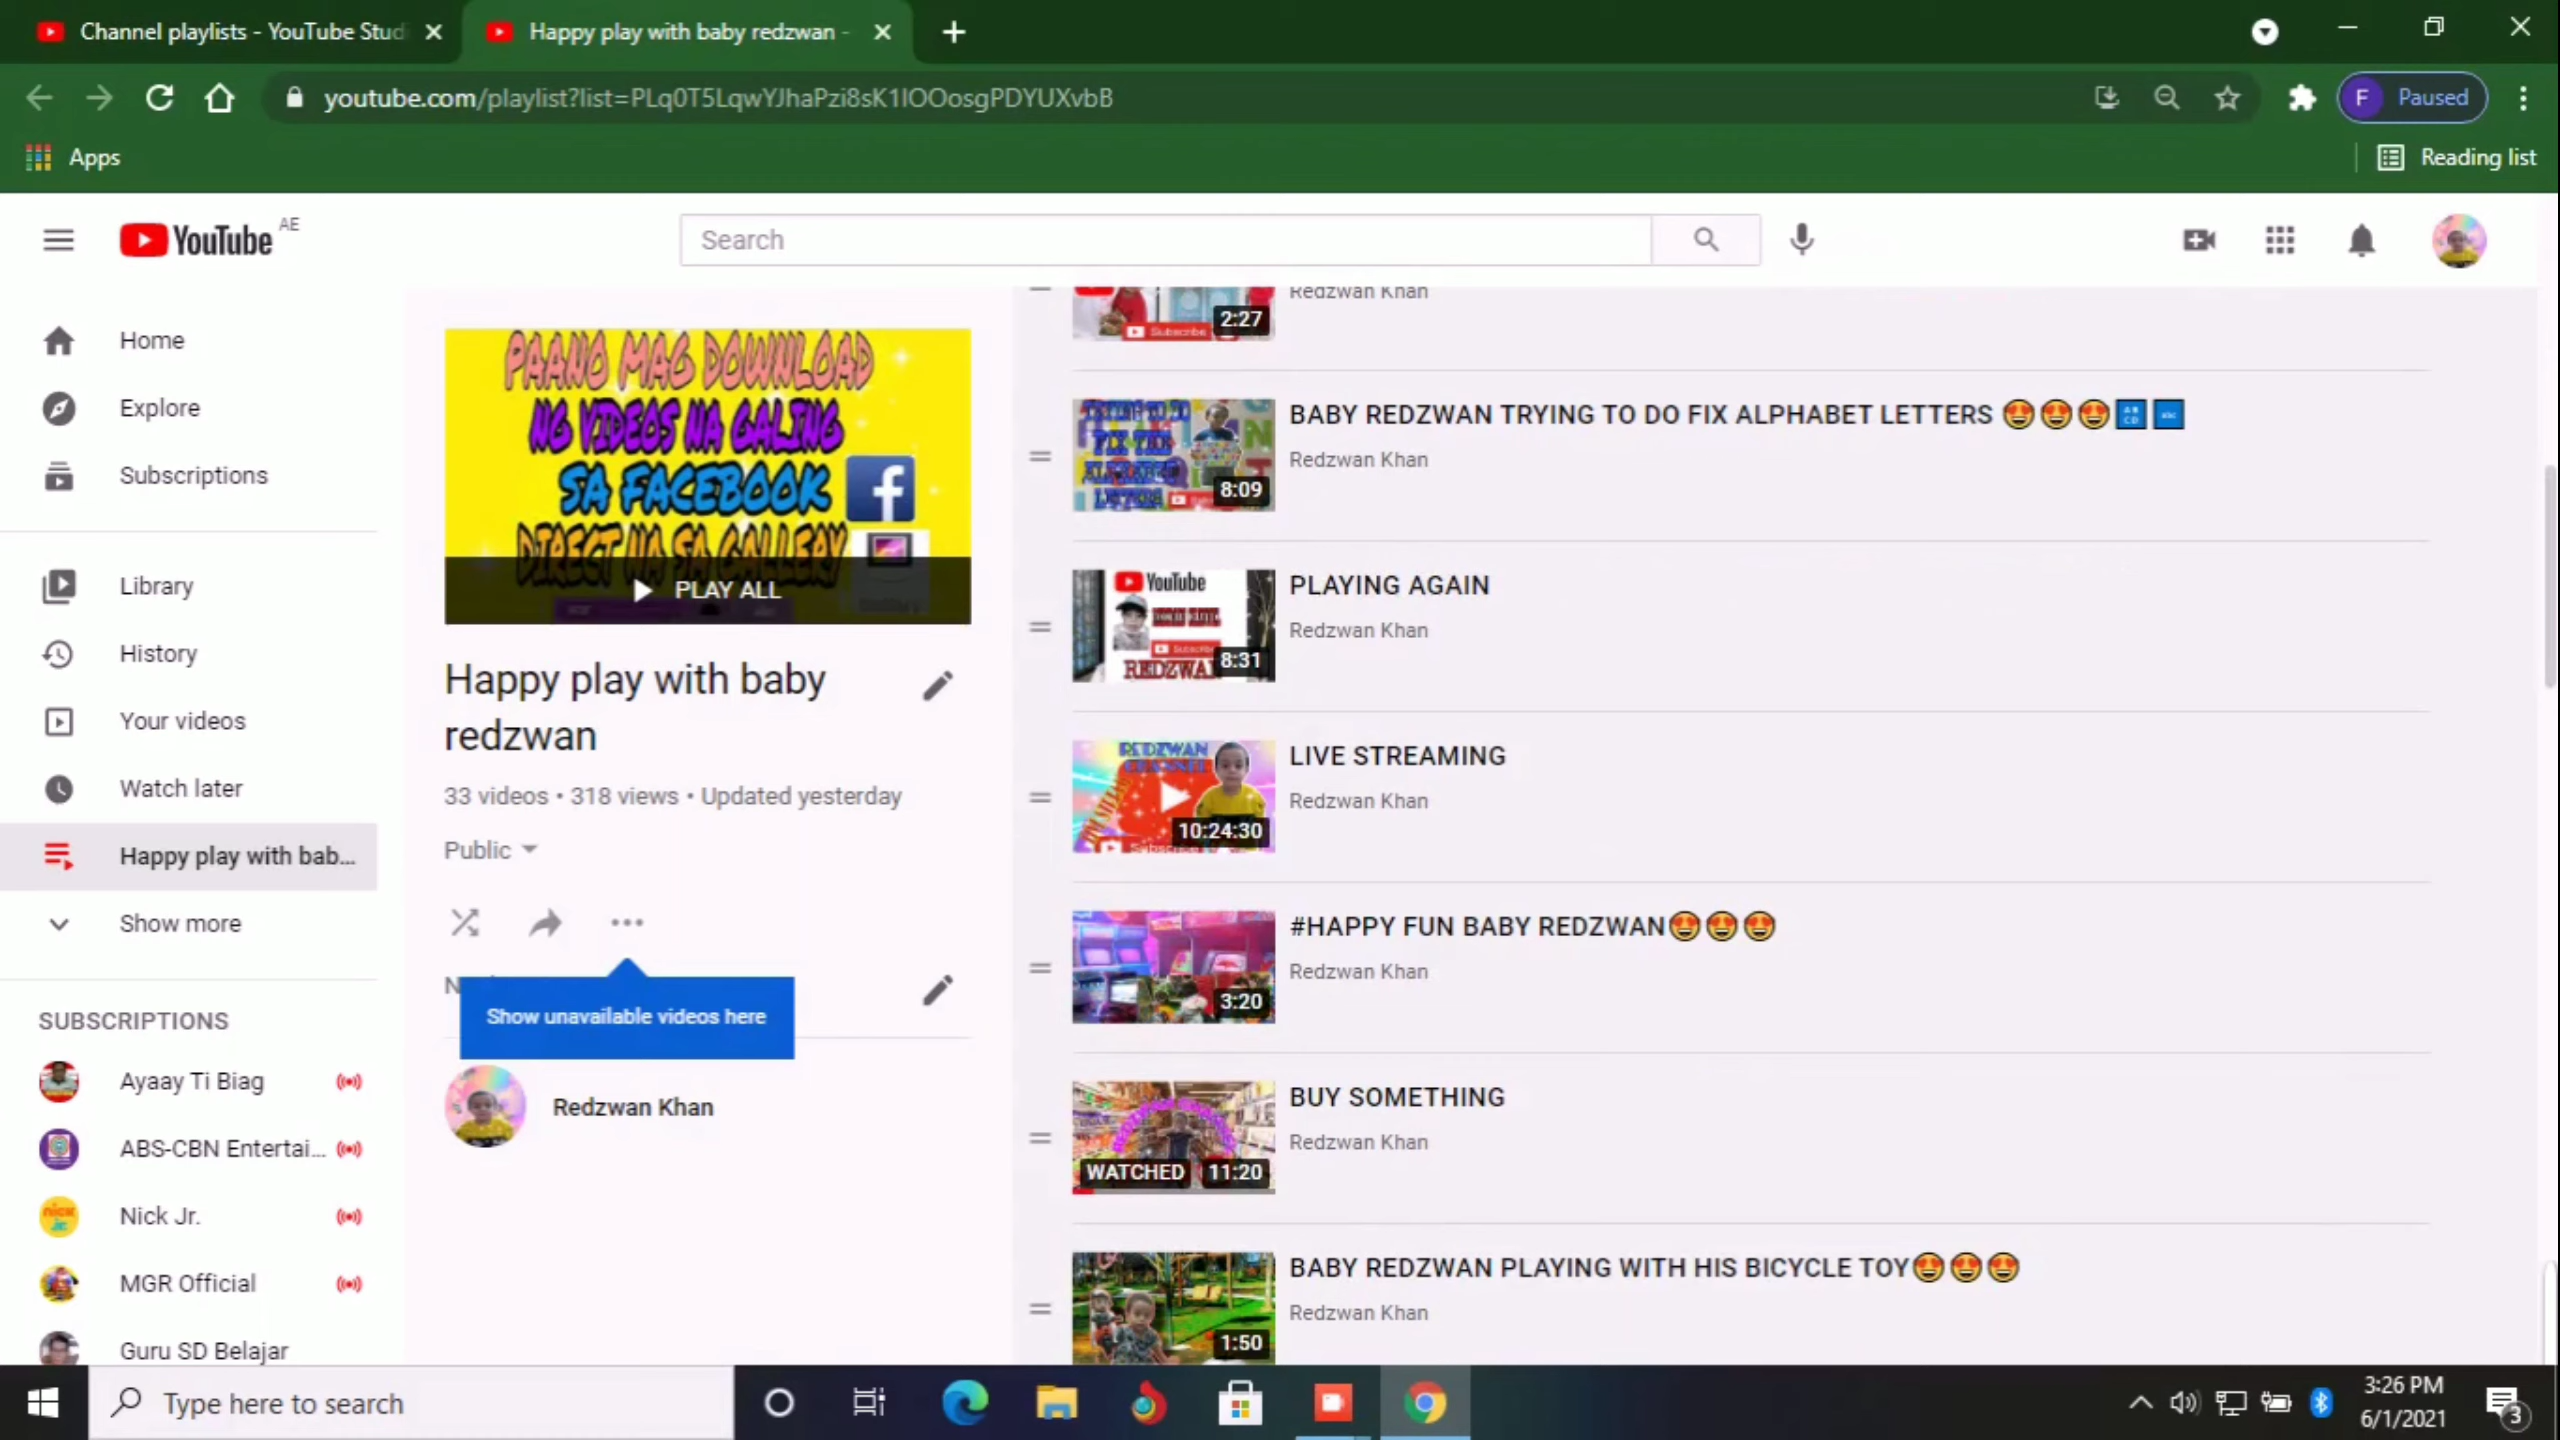 Channel playlists - YouTube Stud
Happy play with baby redzwan -
youtube.com/playlist?list=PLq0T5LqwYJhaPzi8sK1IOOosgPDYUXvbB
F Paused
Apps
Reading list
YouTube AE
Search
Home
Explore
Subscriptions
Library
History
Your videos
Watch later
Happy play with bab...
Show more
SUBSCRIPTIONS
Ayaay Ti Biag
ABS-CBN Entertai...
Nick Jr.
MGR Official
Guru SD Belajar
PAANO MAG DOWNLOAD
NG VIDEOS NA GALING
SA FACEBOOK
DIRECT NA SA GALLERY
PLAY ALL
Happy play with baby
redzwan
33 videos • 318 views • Updated yesterday
Public
Show unavailable videos here
Redzwan Khan
Redzwan Khan
Subscribe
2:27
BABY REDZWAN TRYING TO DO FIX ALPHABET LETTERS 😍😍😍🔠🔤
Redzwan Khan
8:09
PLAYING AGAIN
Redzwan Khan
YouTube
8:31
LIVE STREAMING
Redzwan Khan
REDZWAN
CHANNEL
10:24:30
#HAPPY FUN BABY REDZWAN😍😍😍
Redzwan Khan
3:20
BUY SOMETHING
Redzwan Khan
WATCHED 11:20
BABY REDZWAN PLAYING WITH HIS BICYCLE TOY😍😍😍
Redzwan Khan
1:50
Type here to search
3:26 PM
6/1/2021
3